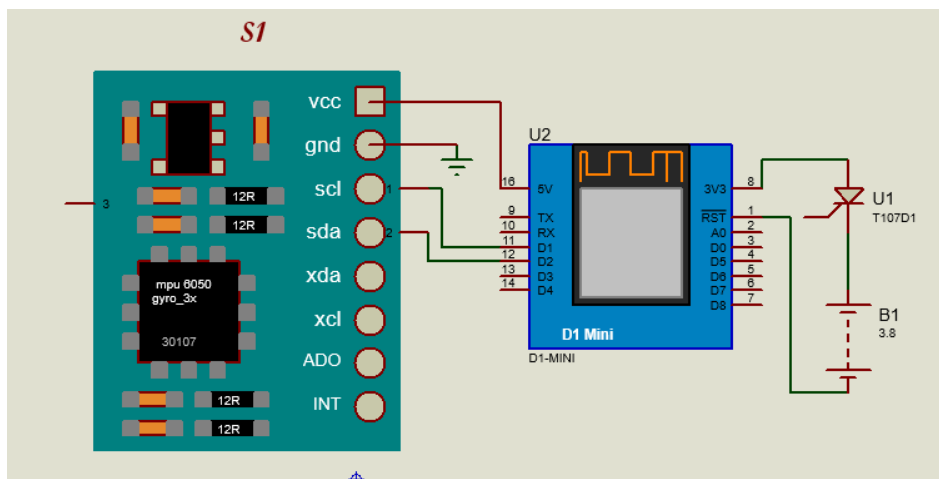 S1
vcc
gnd
scl
1
sda
2
xda
xcl
ADO
INT
3
12R
12R
mpu 6050
gyro_3x
30107
12R
12R
U2
16
5V
9
TX
10
RX
11
D1
12
D2
13
D3
14
D4
3V3
8
RST
1
A0
2
D0
3
D5
4
D6
5
D7
6
D8
7
D1 Mini
D1-MINI
U1
T107D1
B1
3.8